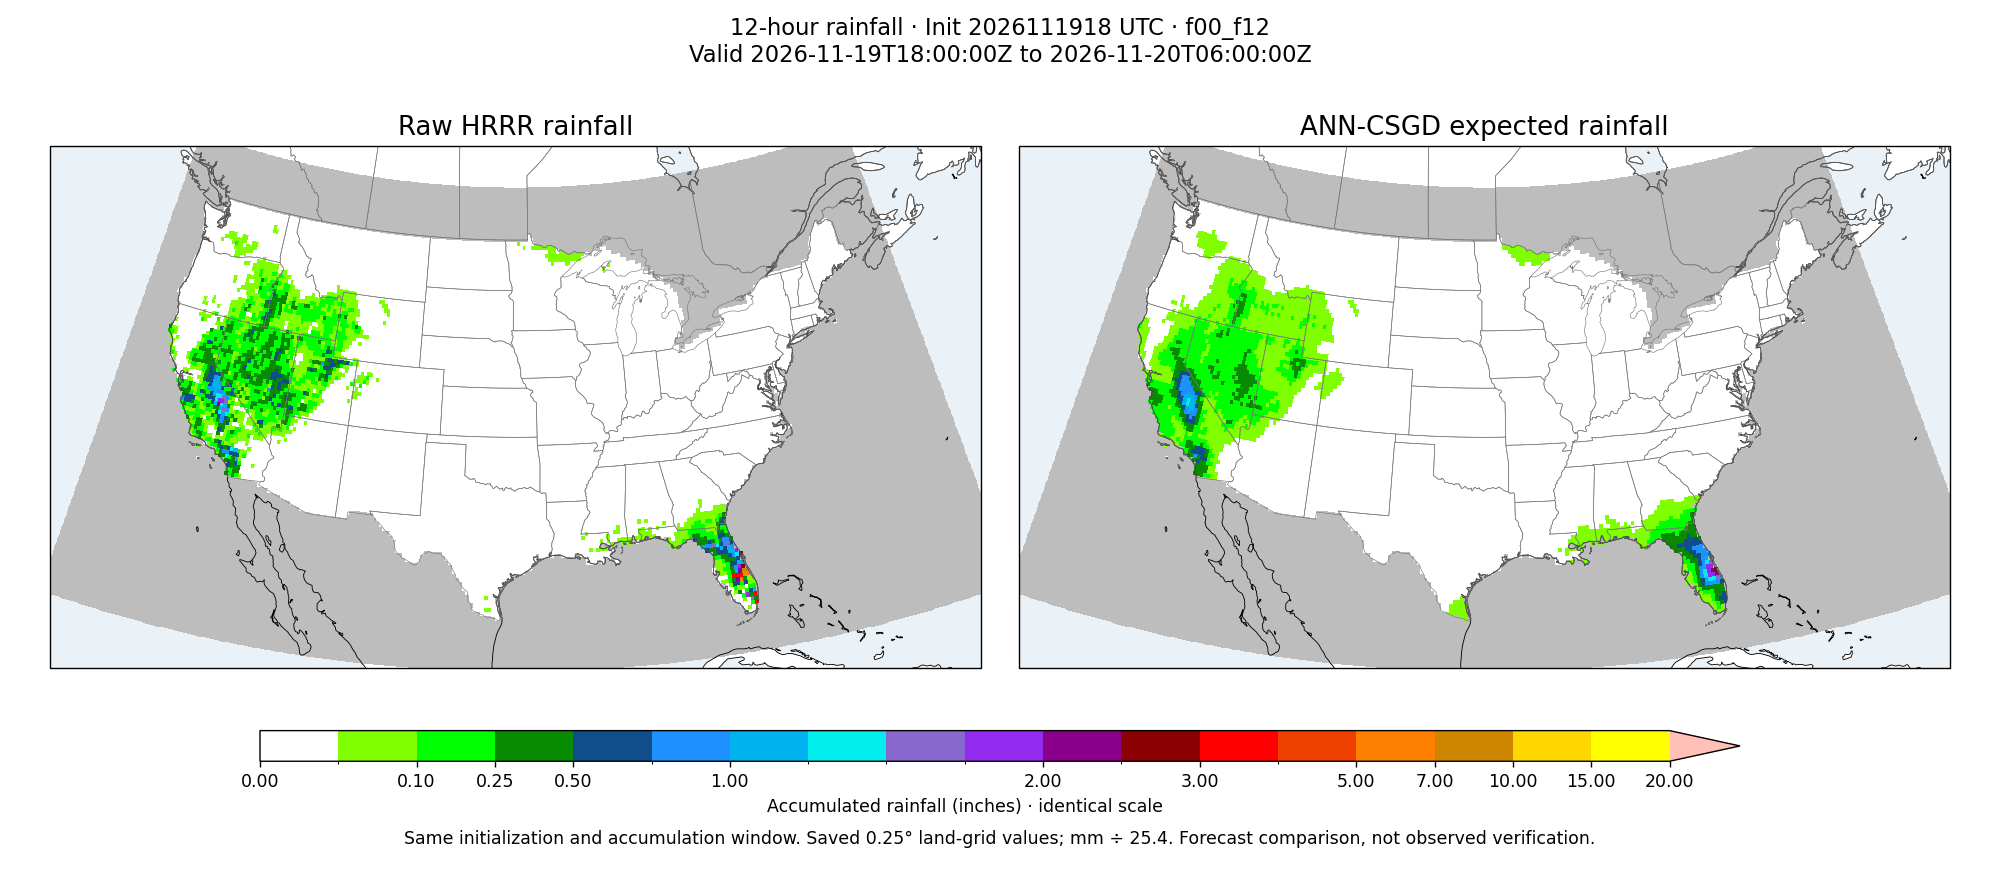 12-hour rainfall · Init 2026111918 UTC · f00_f12
Valid 2026-11-19T18:00:00Z to 2026-11-20T06:00:00Z
Raw HRRR rainfall
ANN-CSGD expected rainfall
0.00 0.10 0.25 0.50 1.00 2.00 3.00 5.00 7.00 10.00 15.00 20.00
Accumulated rainfall (inches) · identical scale
Same initialization and accumulation window. Saved 0.25° land-grid values; mm ÷ 25.4. Forecast comparison, not observed verification.